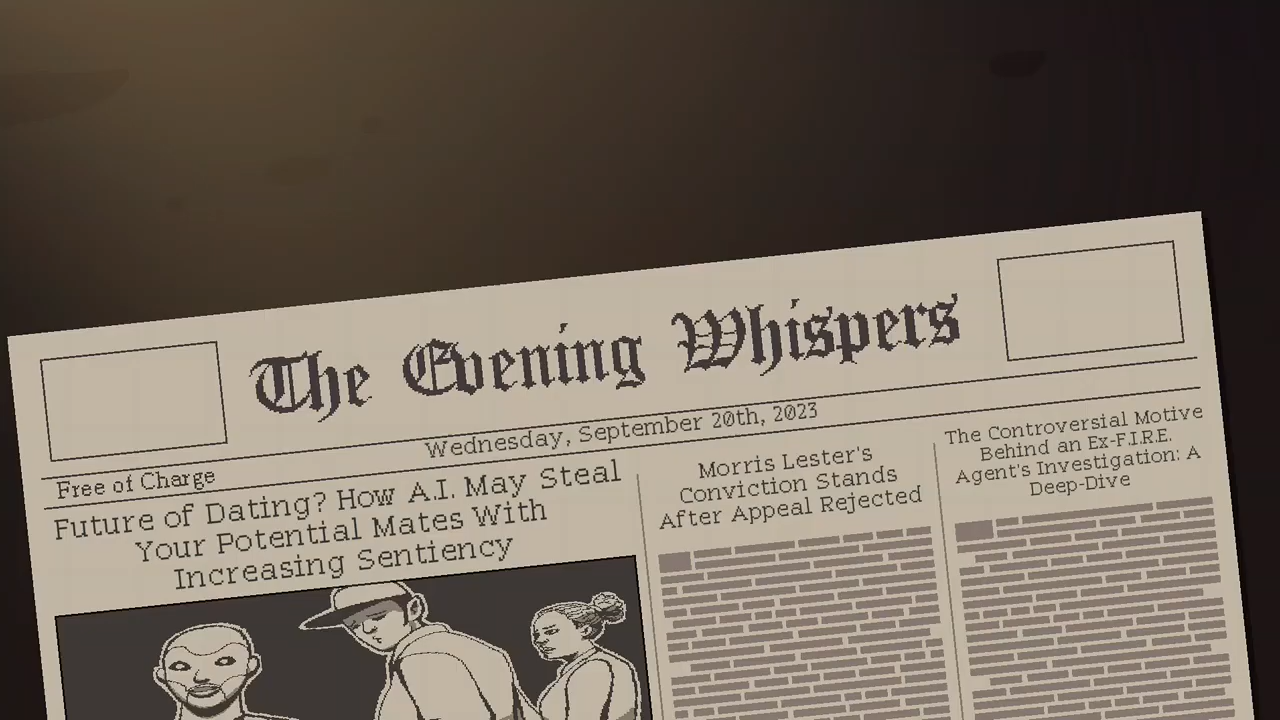 The Evening Whispers
Wednesday, September 20th, 2023
Free of Charge
Future of Dating? How A.I. May Steal
Your Potential Mates With
Increasing Sentiency
Morris Lester's
Conviction Stands
After Appeal Rejected
The Controversial Motive
Behind an Ex-F.I.R.E.
Agent's Investigation: A
Deep-Dive